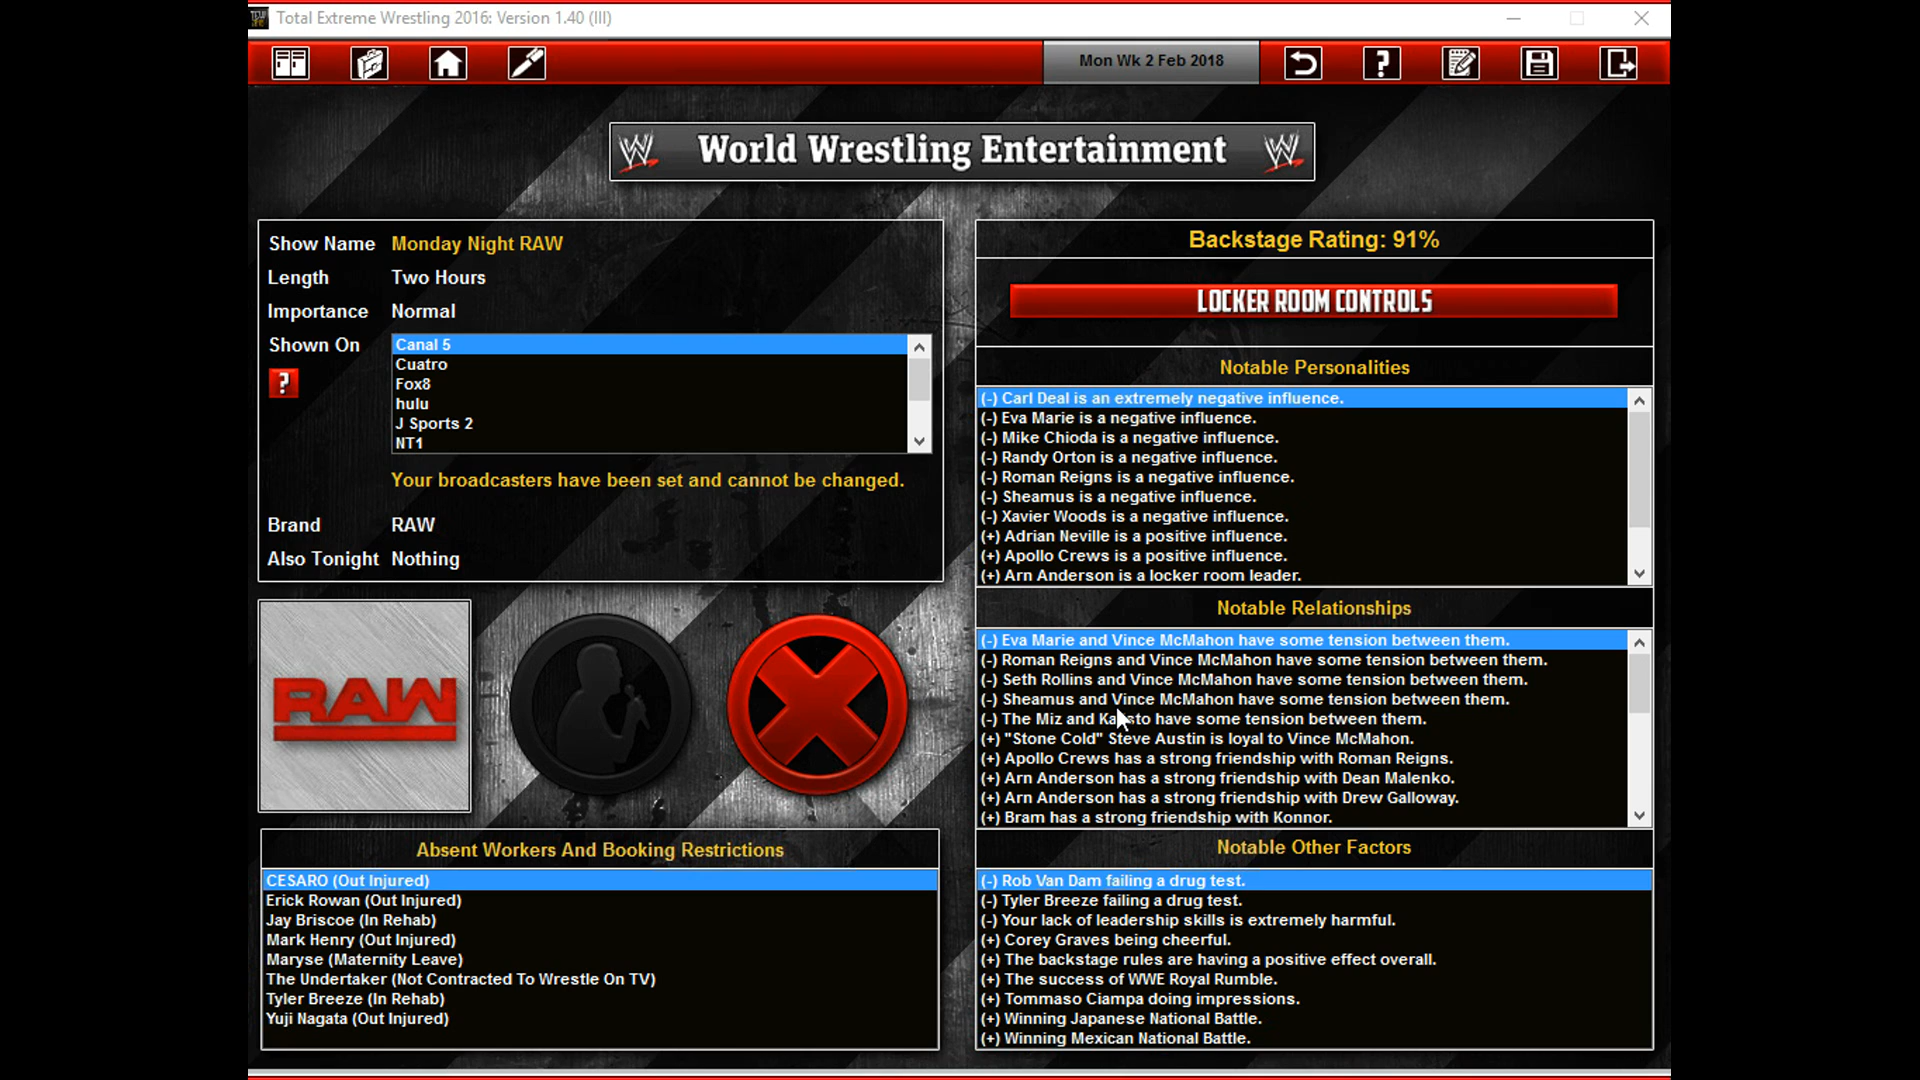 Total Extreme Wrestling 2016: Version 1.40 (III)
Mon Wk 2 Feb 2018
World Wrestling Entertainment
Show Name Monday Night RAW
Length Two Hours
Importance Normal
Shown On
Canal 5
Cuatro
Fox8
hulu
J Sports 2
NT1
Your broadcasters have been set and cannot be changed.
Brand RAW
Also Tonight Nothing
RAW
Absent Workers And Booking Restrictions
CESARO (Out Injured)
Erick Rowan (Out Injured)
Jay Briscoe (In Rehab)
Mark Henry (Out Injured)
Maryse (Maternity Leave)
The Undertaker (Not Contracted To Wrestle On TV)
Tyler Breeze (In Rehab)
Yuji Nagata (Out Injured)
Backstage Rating: 91%
LOCKER ROOM CONTROLS
Notable Personalities
(-) Carl Deal is an extremely negative influence.
(-) Eva Marie is a negative influence.
(-) Mike Chioda is a negative influence.
(-) Randy Orton is a negative influence.
(-) Roman Reigns is a negative influence.
(-) Sheamus is a negative influence.
(-) Xavier Woods is a negative influence.
(+) Adrian Neville is a positive influence.
(+) Apollo Crews is a positive influence.
(+) Arn Anderson is a locker room leader.
Notable Relationships
(-) Eva Marie and Vince McMahon have some tension between them.
(-) Roman Reigns and Vince McMahon have some tension between them.
(-) Seth Rollins and Vince McMahon have some tension between them.
(-) Sheamus and Vince McMahon have some tension between them.
(-) The Miz and Kalisto have some tension between them.
(+) "Stone Cold" Steve Austin is loyal to Vince McMahon.
(+) Apollo Crews has a strong friendship with Roman Reigns.
(+) Arn Anderson has a strong friendship with Dean Malenko.
(+) Arn Anderson has a strong friendship with Drew Galloway.
(+) Bram has a strong friendship with Konnor.
Notable Other Factors
(-) Rob Van Dam failing a drug test.
(-) Tyler Breeze failing a drug test.
(-) Your lack of leadership skills is extremely harmful.
(+) Corey Graves being cheerful.
(+) The backstage rules are having a positive effect overall.
(+) The success of WWE Royal Rumble.
(+) Tommaso Ciampa doing impressions.
(+) Winning Japanese National Battle.
(+) Winning Mexican National Battle.